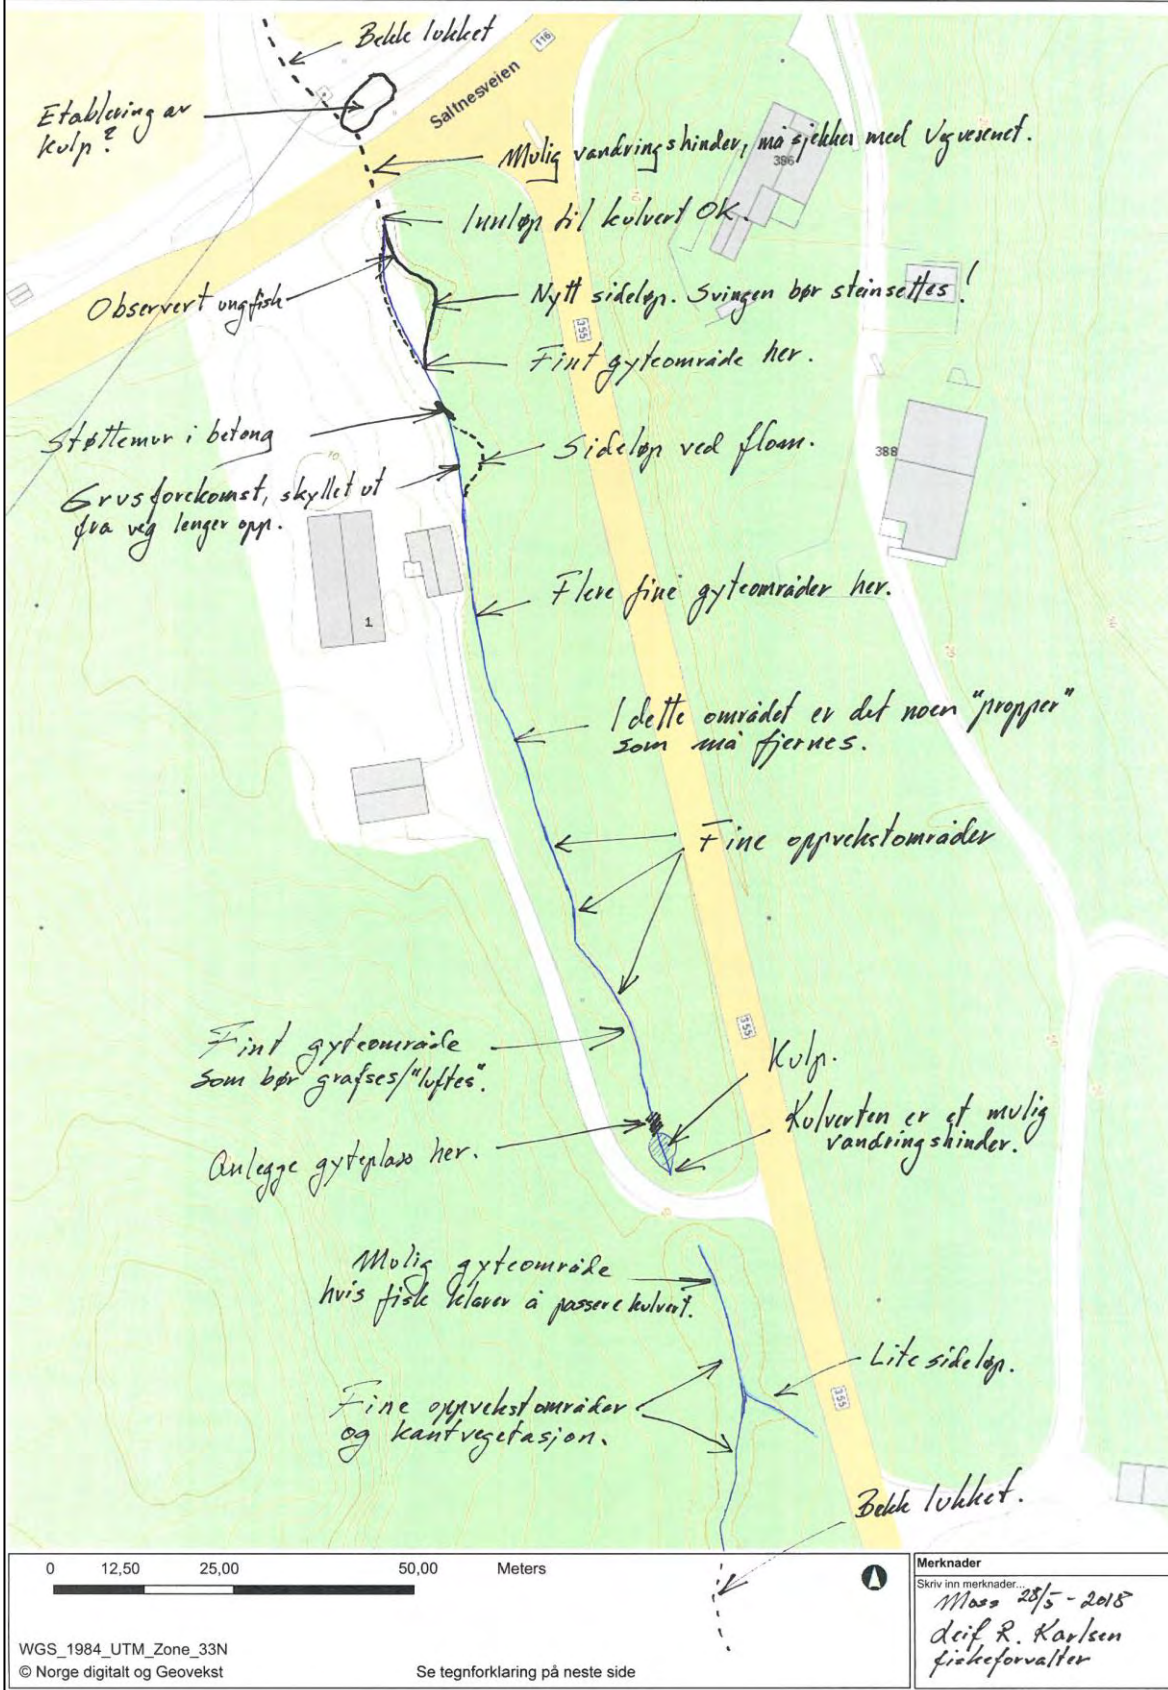 Bekk lukket
116
Saltnesveien
Etablering av
kulp?
Mulig vandringshinder, må sjekkes med Vegvesenet.
386
Innløp til kulvert OK.
Observert ungfisk
Nytt sideløp. Svingen bør steinsettes!
355
Fint gyteområde her.
Støttemur i betong
Sideløp ved flom.
388
Grusforekomst, skyllet ut
fra veg lenger opp.
Flere fine gyteområder her.
1
I dette området er det noen "propper"
som må fjernes.
Fine oppvekstområder
355
Fint gyteområde
som bør grafses/"luftes".
Kulp.
Kulverten er et mulig
vandringshinder.
Anlegge gyteplass her.
Mulig gyteområde
hvis fisk klarer å passere kulvert.
Lite sideløp.
355
Fine oppvekstområder
og kantvegetasjon.
Bekk lukket.
0 12,50 25,00 50,00 Meters
WGS_1984_UTM_Zone_33N
© Norge digitalt og Geovekst
Se tegnforklaring på neste side
Merknader
Skriv inn merknader...
Moss 28/5 - 2018
Leif R. Karlsen
fiskeforvalter